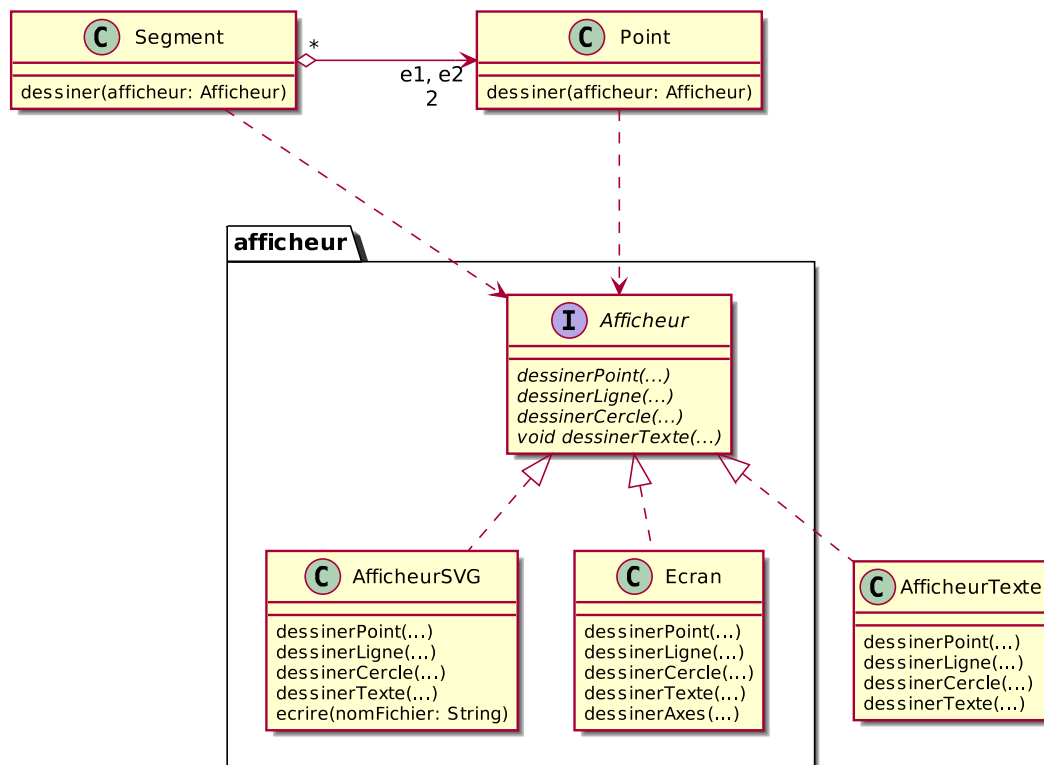 C Segment
dessiner(afficheur: Afficheur)
*
e1, e2
2
C Point
dessiner(afficheur: Afficheur)
afficheur
I Afficheur
dessinerPoint(...)
dessinerLigne(...)
dessinerCercle(...)
void dessinerTexte(...)
C AfficheurSVG
dessinerPoint(...)
dessinerLigne(...)
dessinerCercle(...)
dessinerTexte(...)
ecrire(nomFichier: String)
C Ecran
dessinerPoint(...)
dessinerLigne(...)
dessinerCercle(...)
dessinerTexte(...)
dessinerAxes(...)
C AfficheurTexte
dessinerPoint(...)
dessinerLigne(...)
dessinerCercle(...)
dessinerTexte(...)